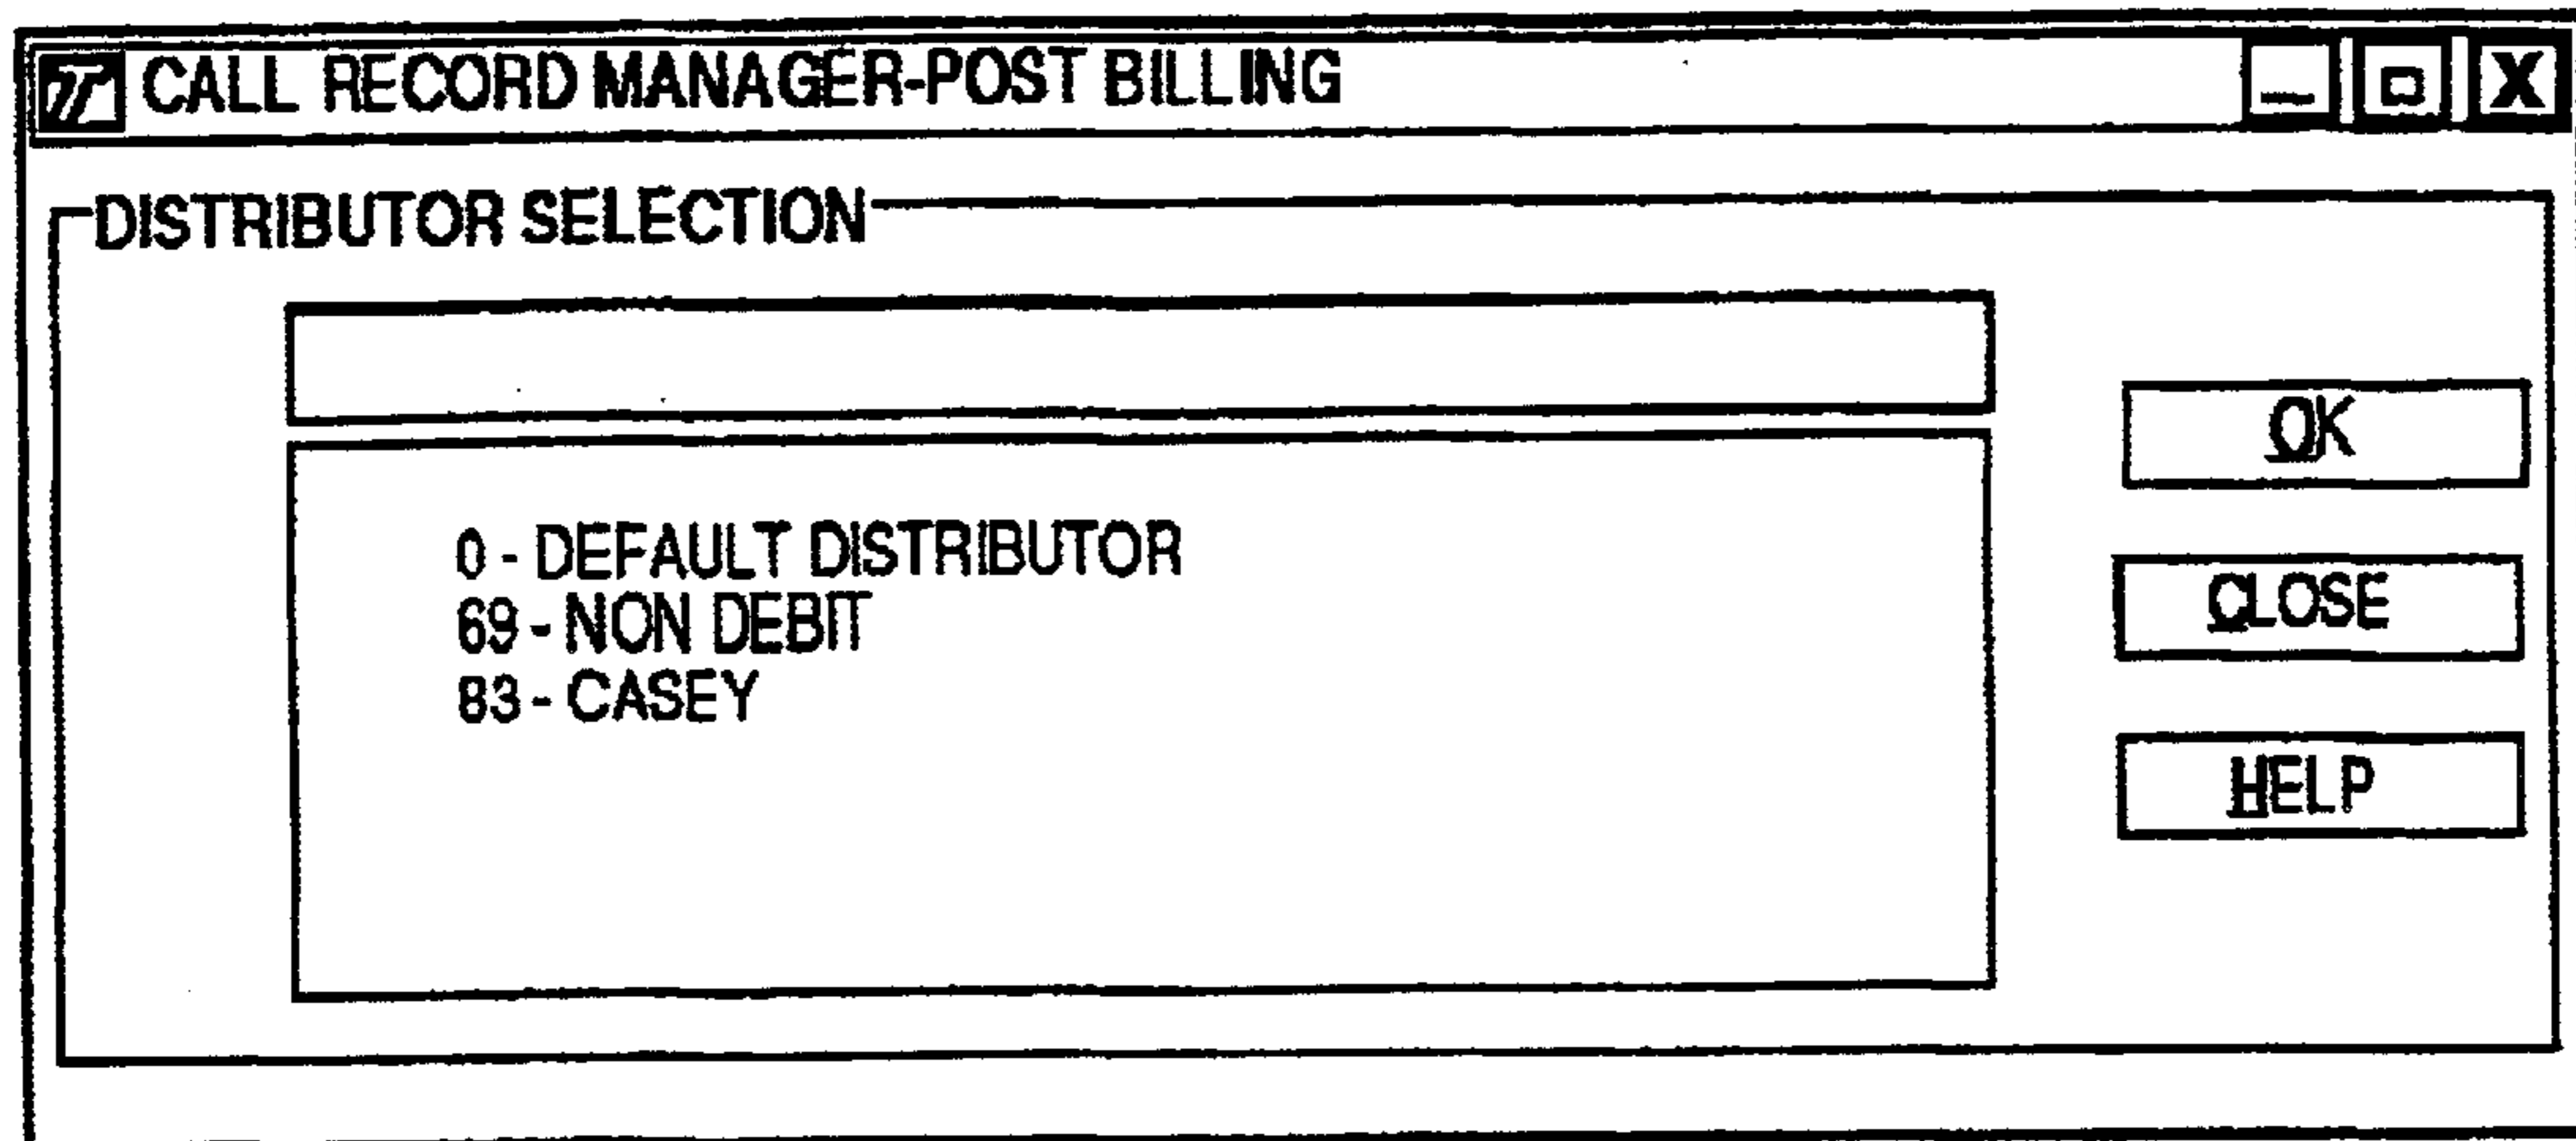 CALL RECORD MANAGER-POST BILLING
DISTRIBUTOR SELECTION
0 - DEFAULT DISTRIBUTOR
69 - NON DEBIT
83 - CASEY
OK
CLOSE
HELP